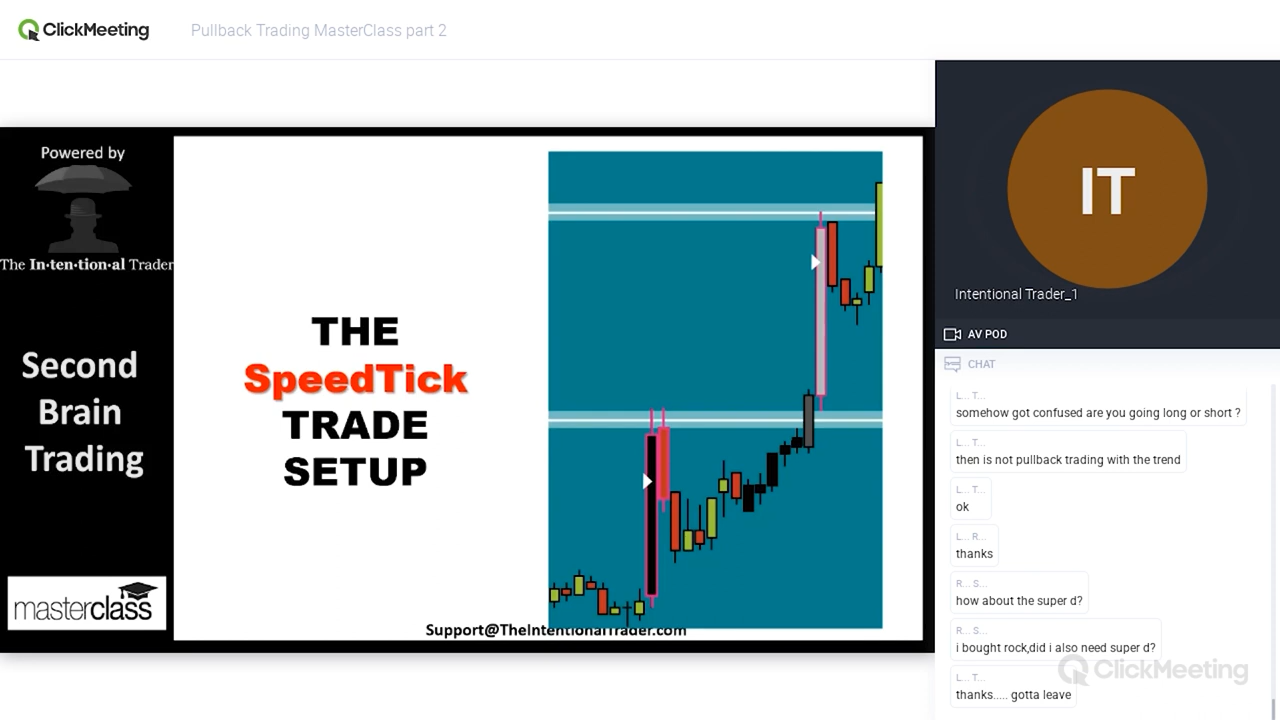 ClickMeeting
Pullback Trading MasterClass part 2
Powered by
The In·ten·tion·al Trader
Second
Brain
Trading
masterclass
THE
SpeedTick
TRADE
SETUP
Support@TheIntentionalTrader.com
IT
Intentional Trader_1
AV POD
CHAT
L... T...
somehow got confused are you going long or short ?
L... T...
then is not pullback trading with the trend
L... T...
ok
L... R...
thanks
R... S...
how about the super d?
R... S...
i bought rock,did i also need super d?
L... T...
thanks..... gotta leave
ClickMeeting